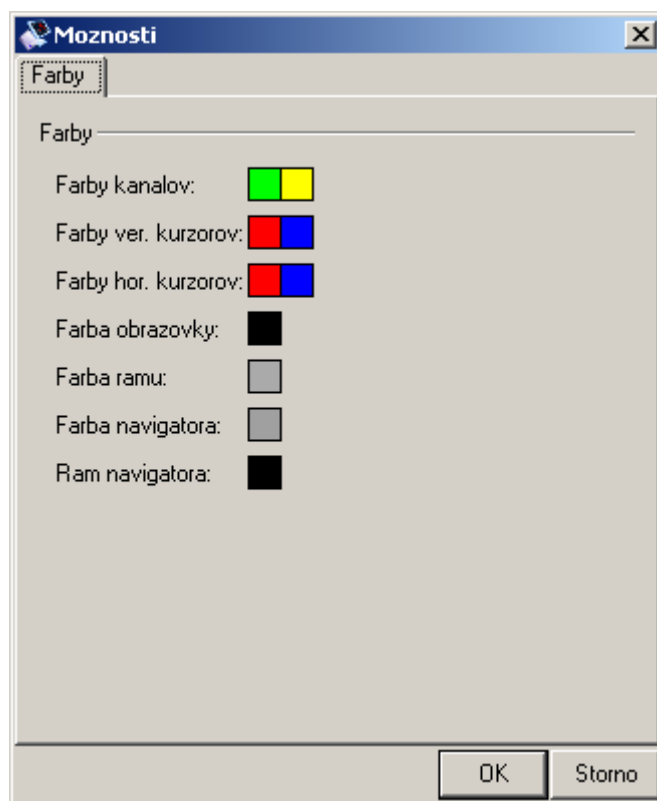 Moznosti
Farby
Farby
Farby kanalov:
Farby ver. kurzorov:
Farby hor. kurzorov:
Farba obrazovky:
Farba ramu:
Farba navigatora:
Ram navigatora:
OK Storno